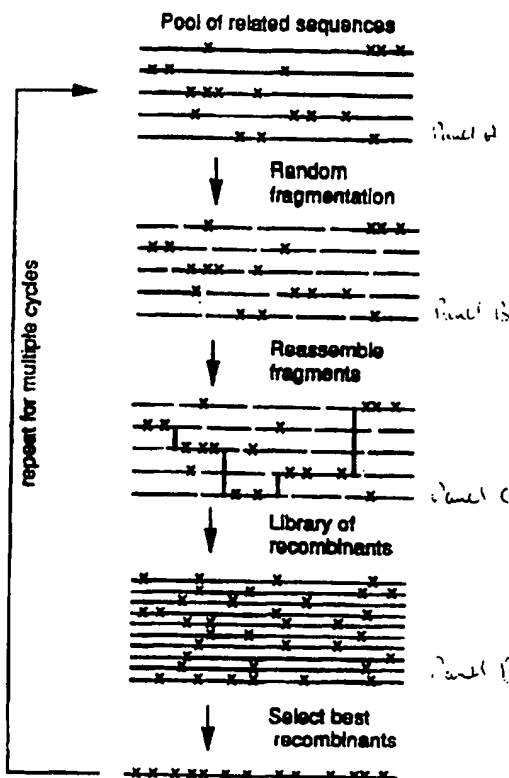 Pool of related sequences
Panel A
Random
fragmentation
Panel B
Reassemble
fragments
Panel C
Library of
recombinants
Panel D
Select best
recombinants
repeat for multiple cycles